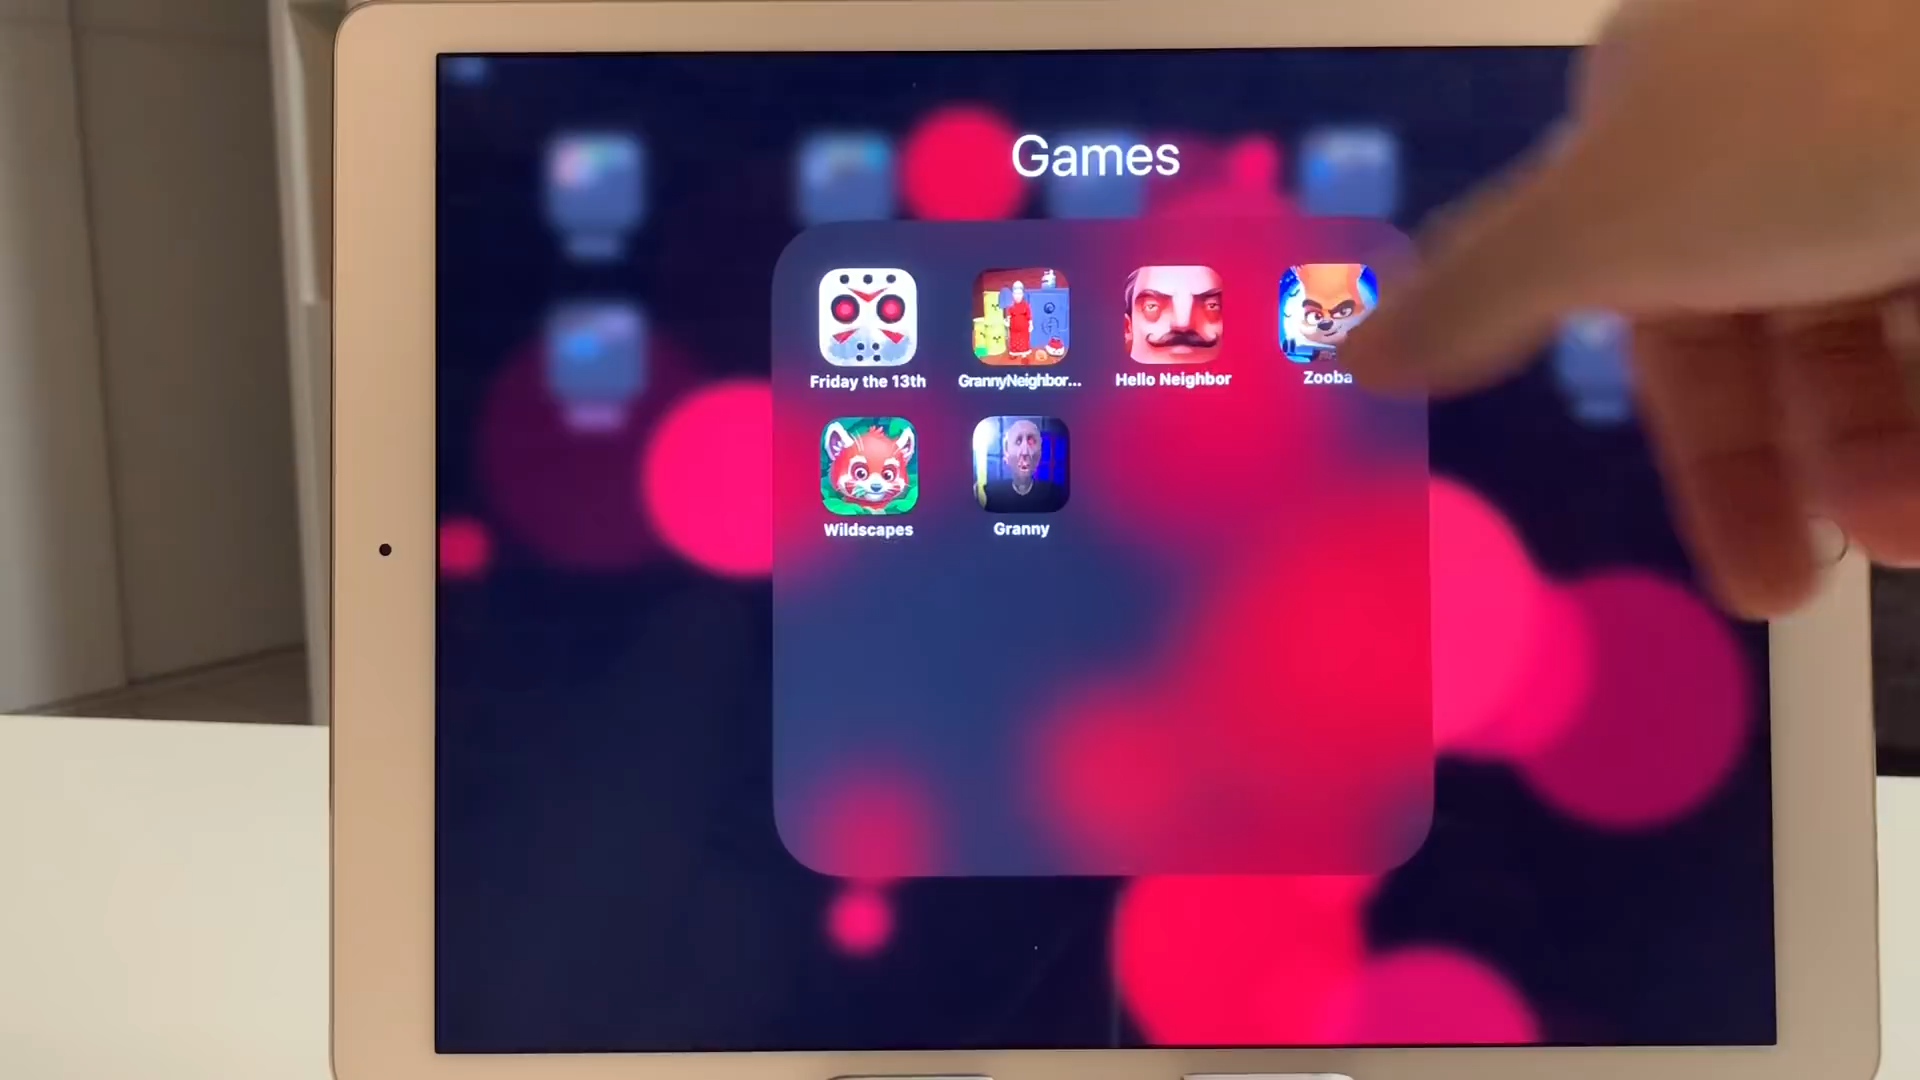 Games
Friday the 13th
GrannyNeighbor...
Hello Neighbor
Zooba
Wildscapes
Granny